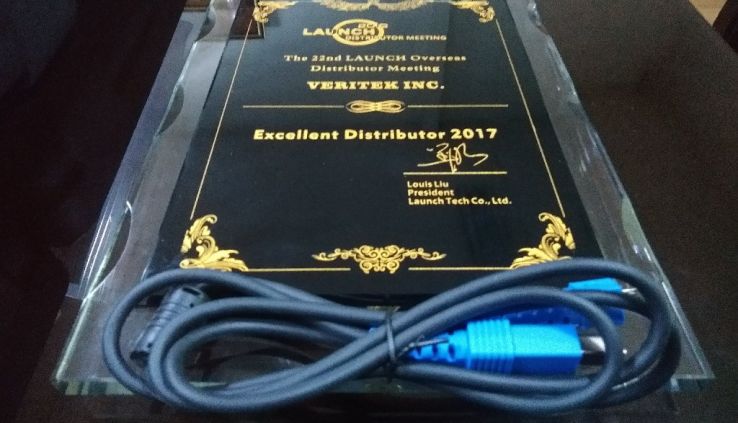 LAUNCH
DISTRIBUTOR MEETING
The 22nd LAUNCH Overseas
Distributor Meeting
VERITEK INC.
Excellent Distributor 2017
Louis Liu
President
Launch Tech Co., Ltd.